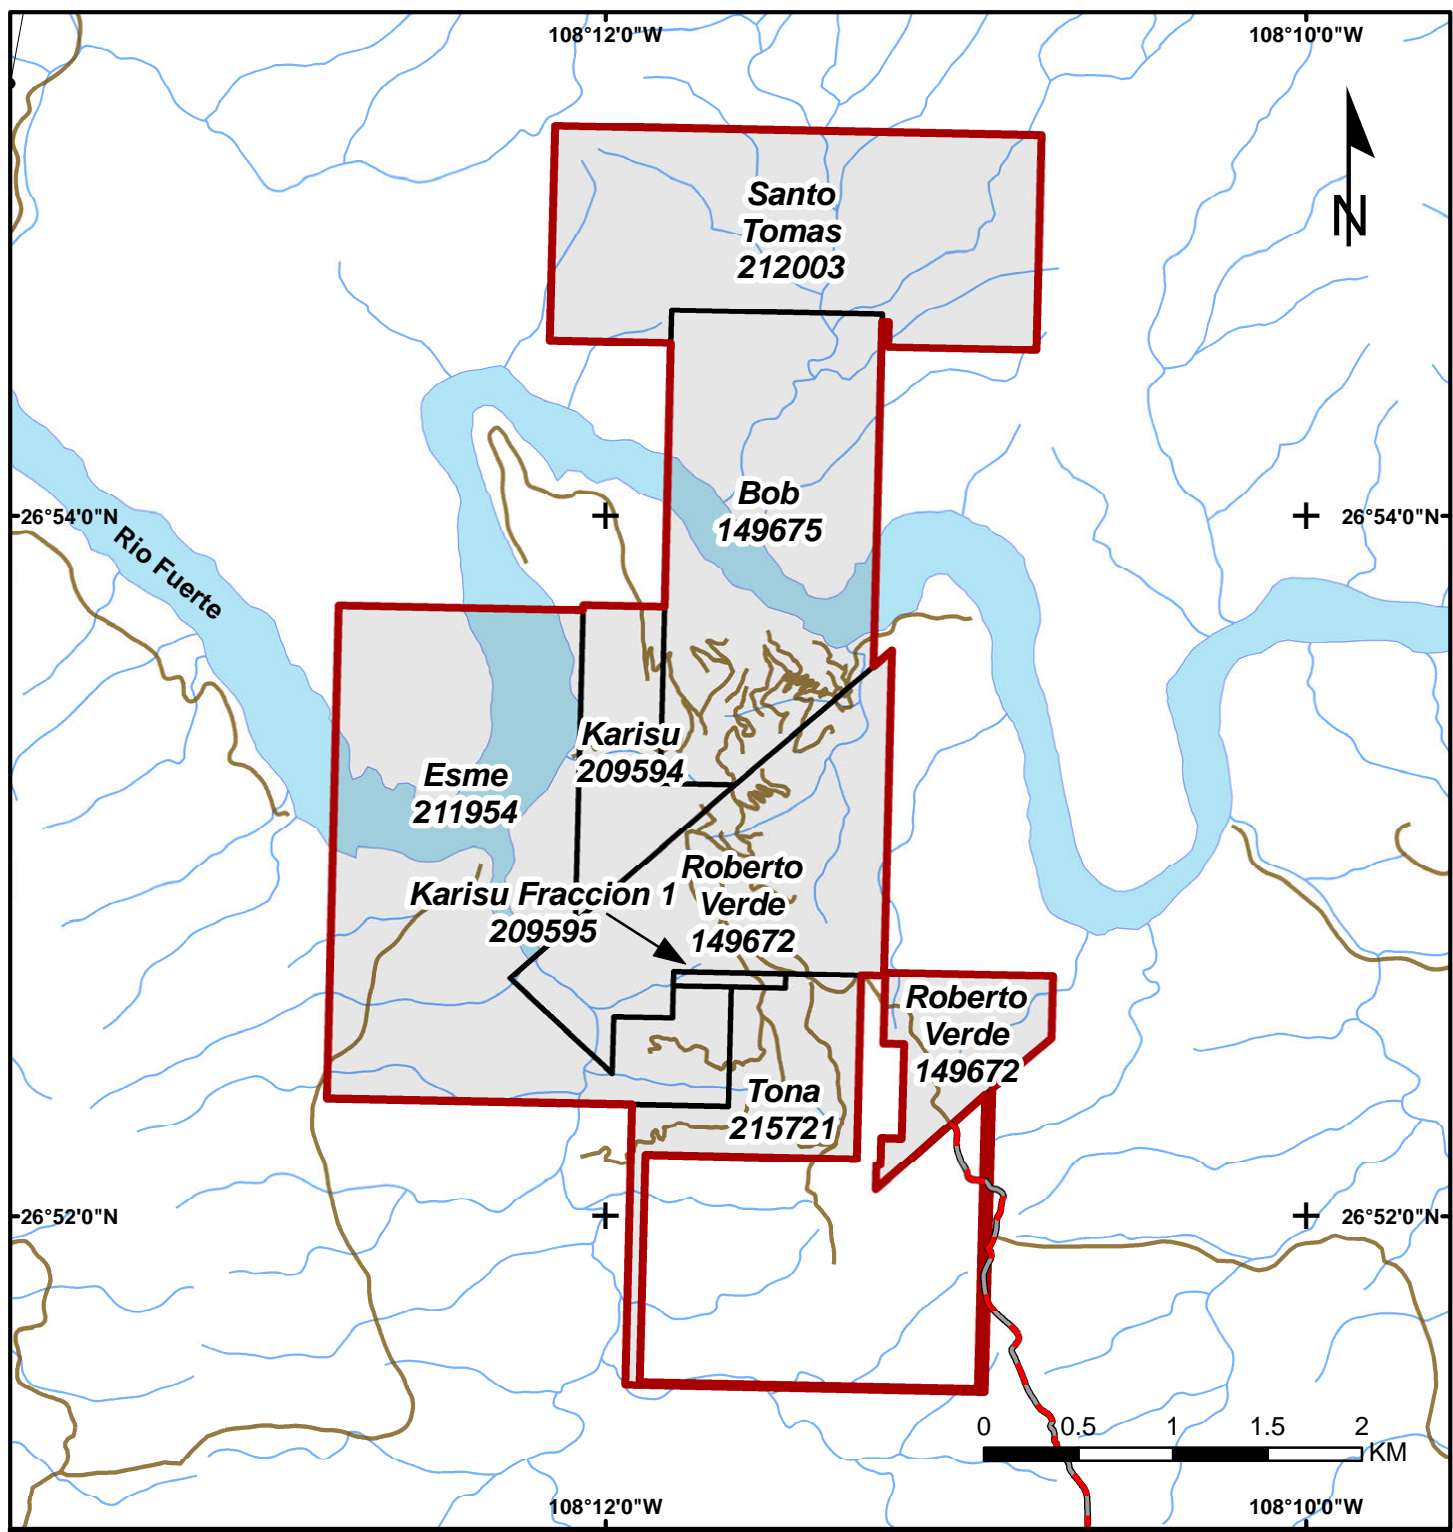 108°12'0"W
108°10'0"W
N
Santo
Tomas
212003
Bob
149675
26°54'0"N
26°54'0"N
Rio Fuerte
Karisu
209594
Esme
211954
Roberto
Verde
149672
Karisu Fraccion 1
209595
Roberto
Verde
149672
Tona
215721
26°52'0"N
26°52'0"N
0 0.5 1 1.5 2
KM
108°12'0"W
108°10'0"W